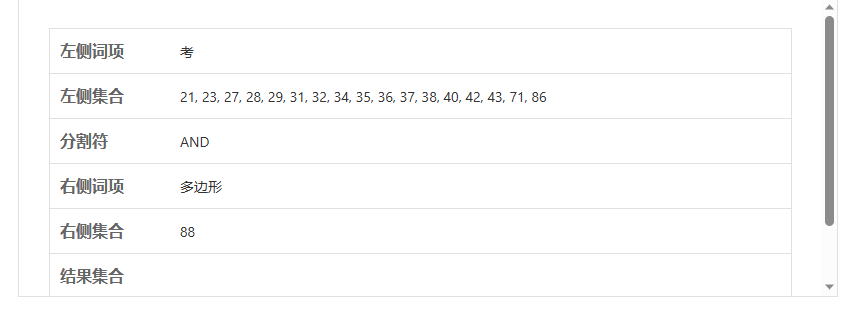 左侧词项 考
左侧集合 21, 23, 27, 28, 29, 31, 32, 34, 35, 36, 37, 38, 40, 42, 43, 71, 86
分割符 AND
右侧词项 多边形
右侧集合 88
结果集合